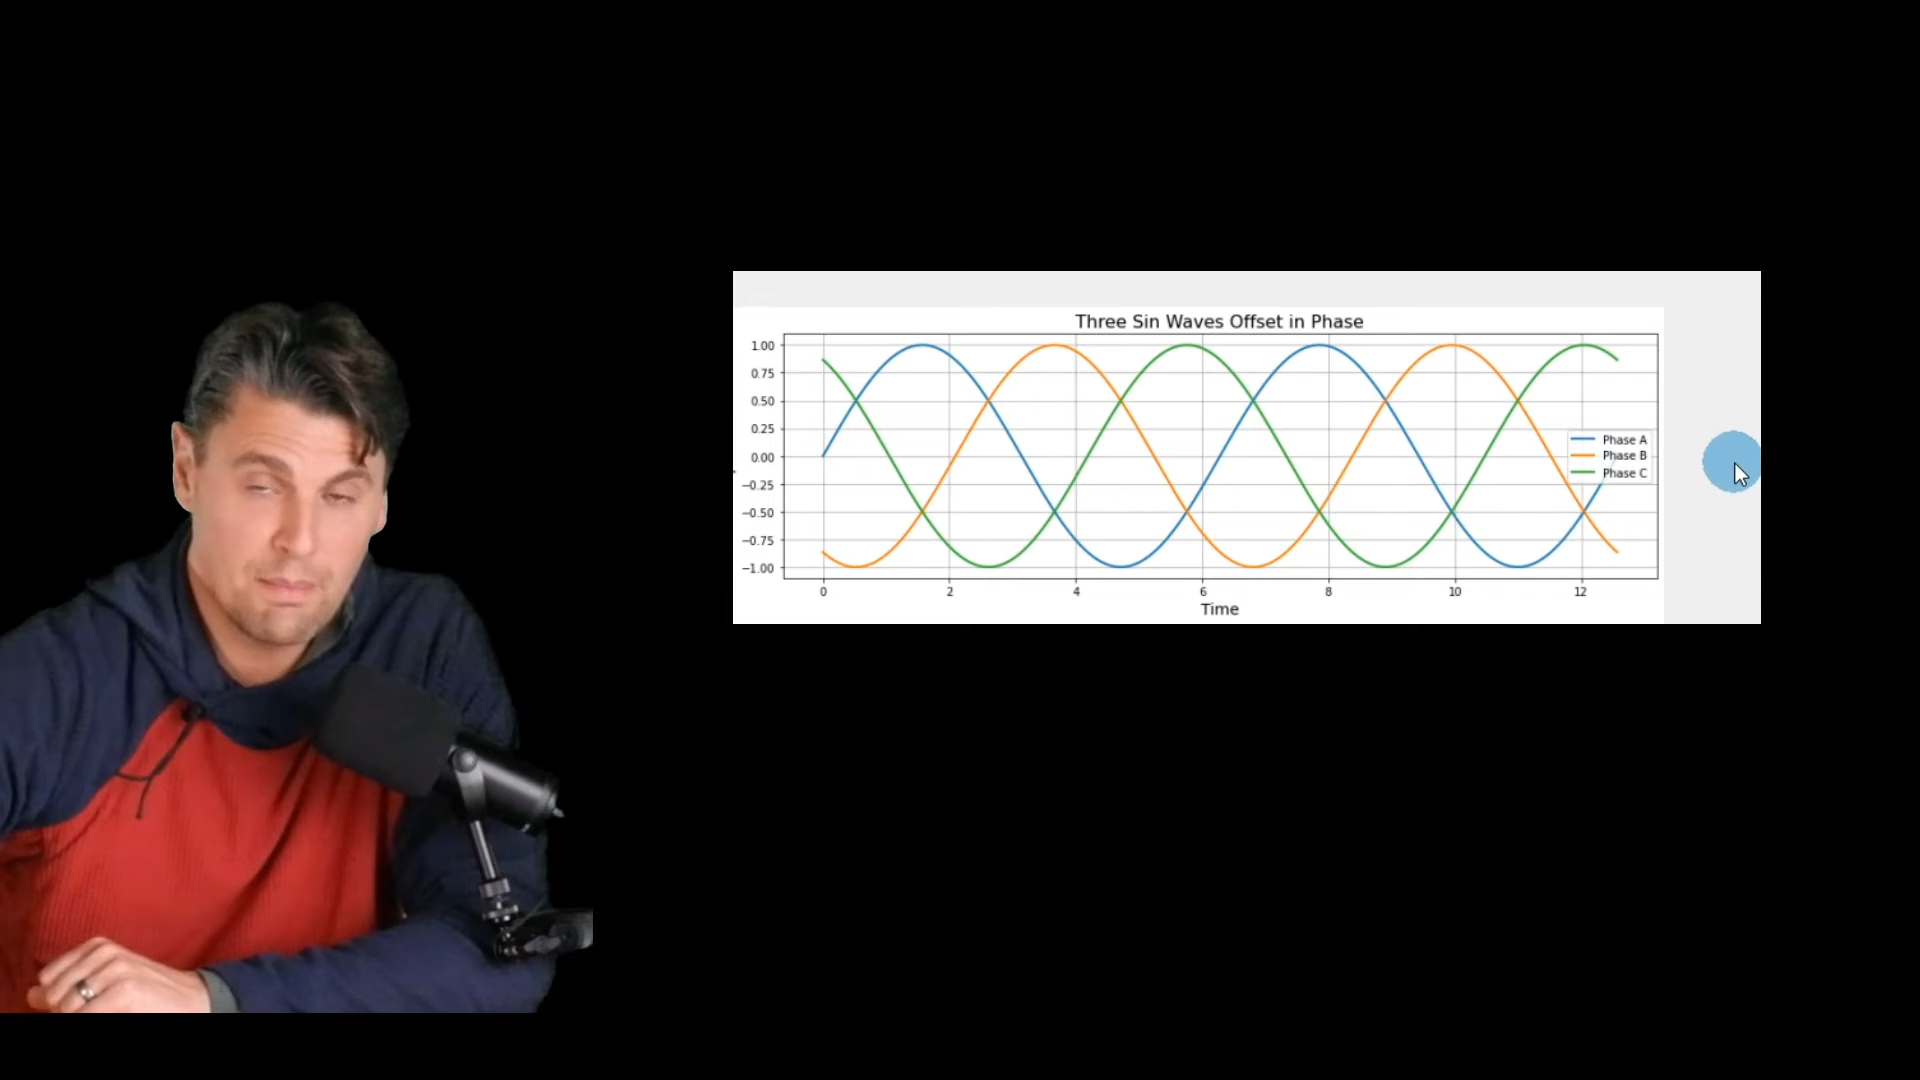 Three Sin Waves Offset in Phase
1.00
0.75
0.50
0.25
0.00
−0.25
−0.50
−0.75
−1.00
Phase A
Phase B
Phase C
0 2 4 6 8 10 12
Time